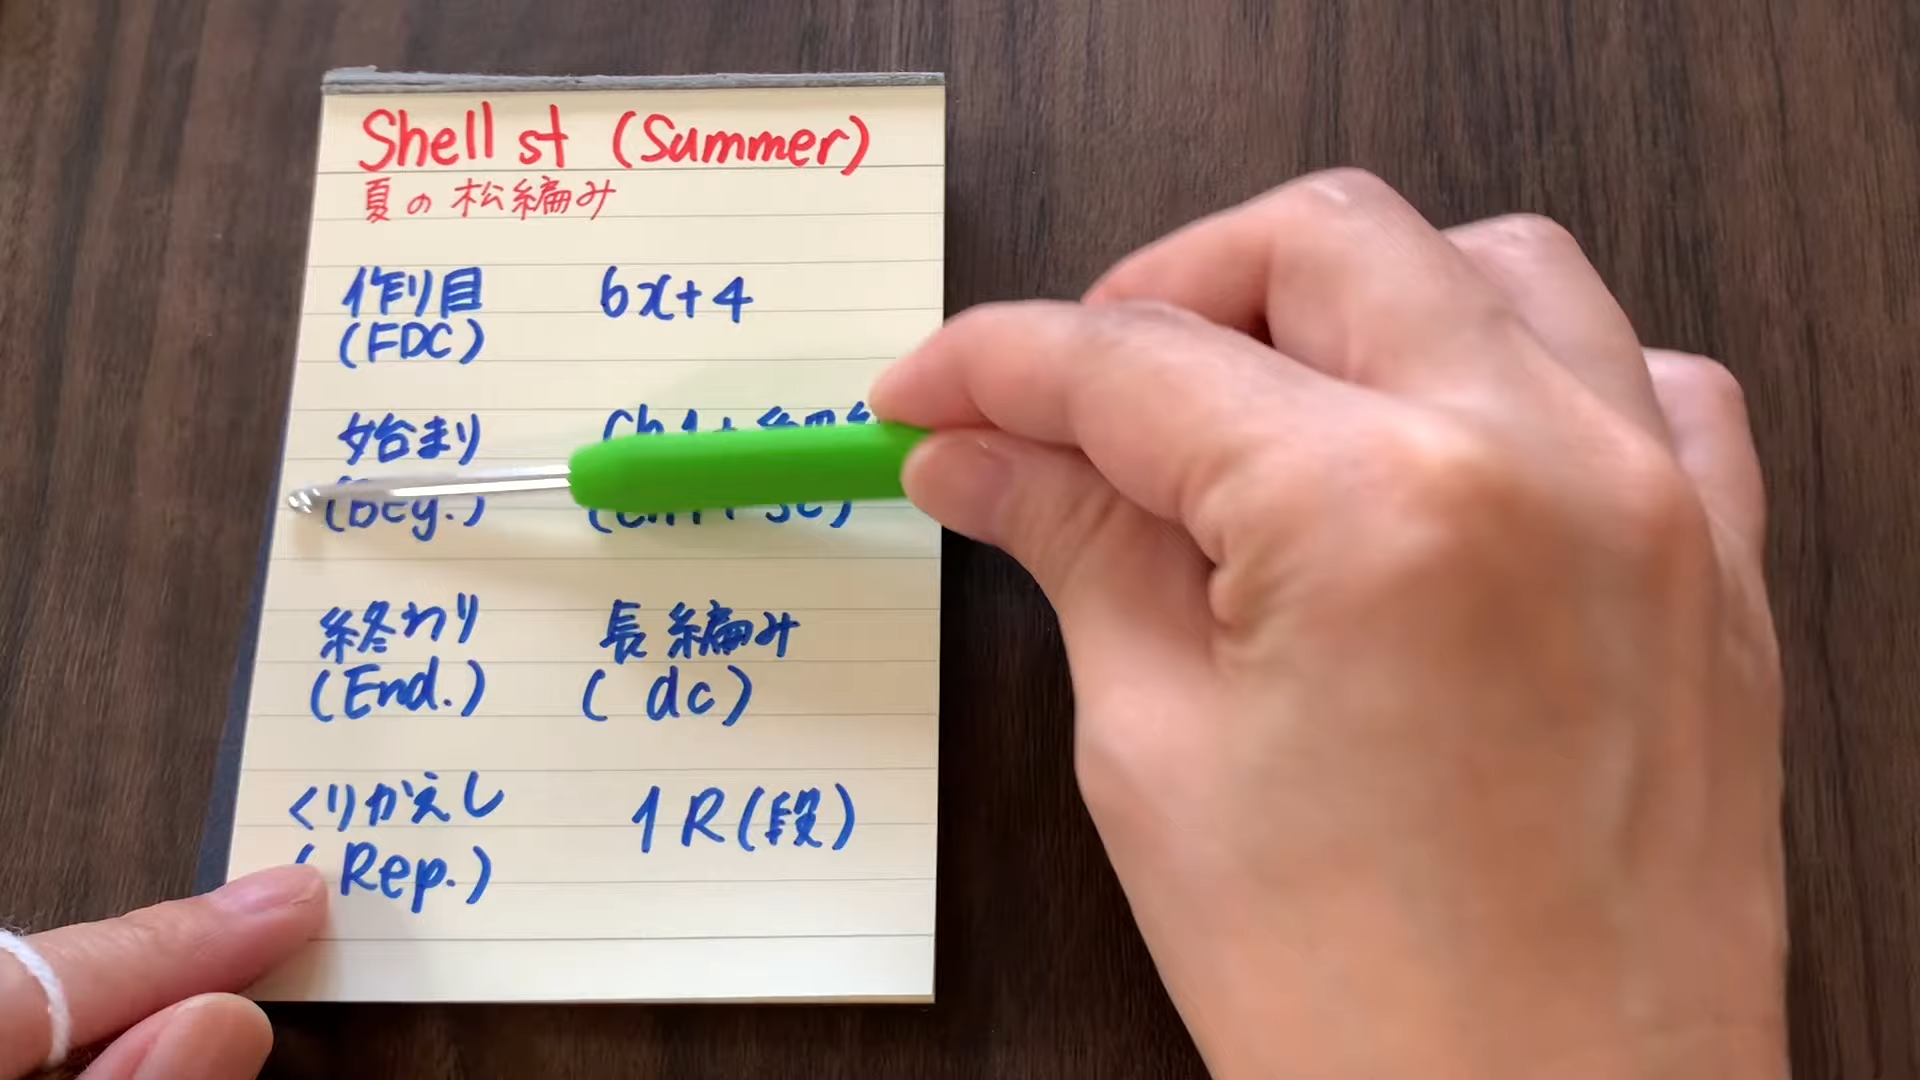 Shell st (Summer)
夏の松編み
作り目 6x+4
(FDC)
始まり
(Beg.)
終わり 長編み
(End.) (dc)
くりかえし 1R(段)
(Rep.)